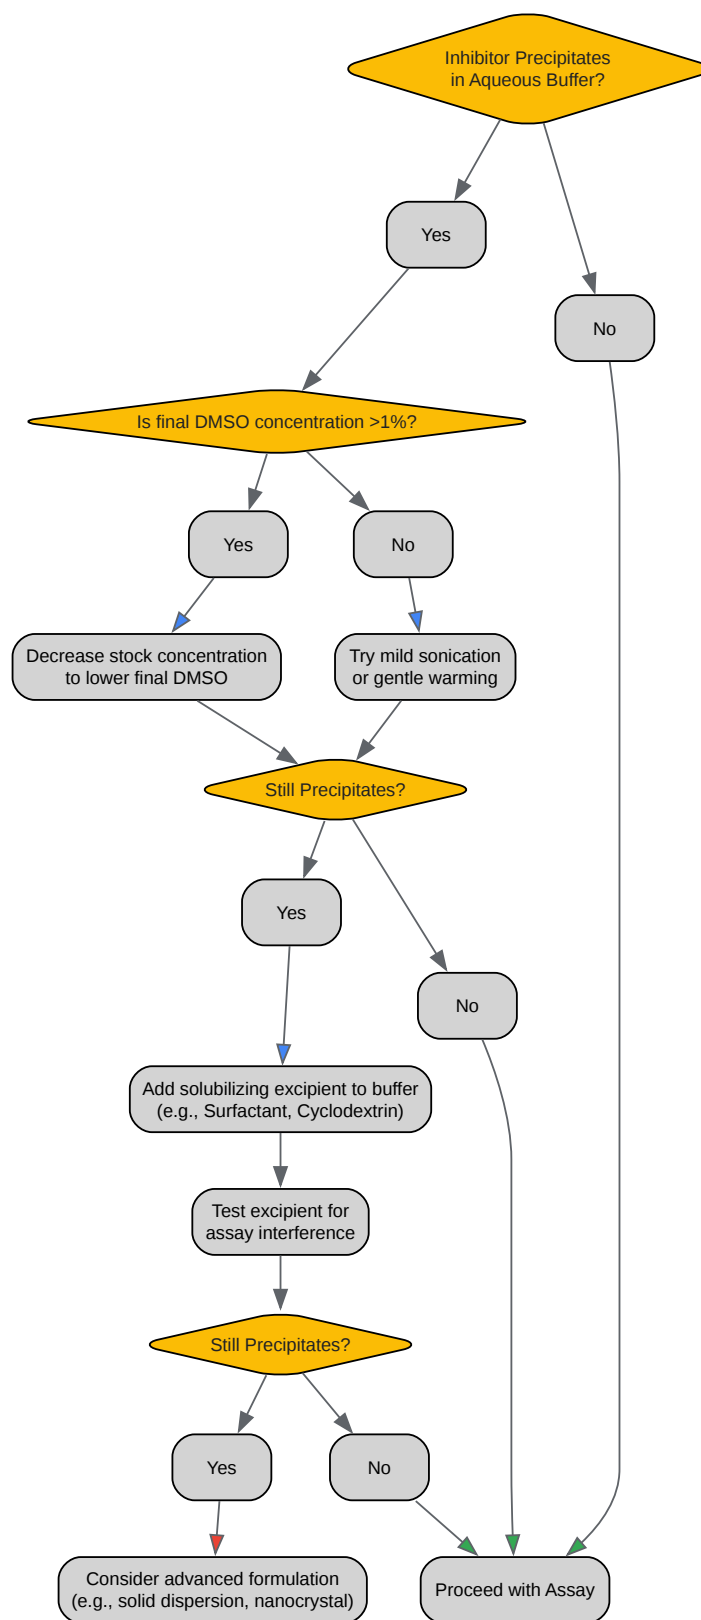 Inhibitor Precipitates
in Aqueous Buffer?
Yes
No
Is final DMSO concentration >1%?
Yes
No
Decrease stock concentration
to lower final DMSO
Try mild sonication
or gentle warming
Still Precipitates?
Yes
No
Add solubilizing excipient to buffer
(e.g., Surfactant, Cyclodextrin)
Test excipient for
assay interference
Still Precipitates?
Yes
No
Consider advanced formulation
(e.g., solid dispersion, nanocrystal)
Proceed with Assay